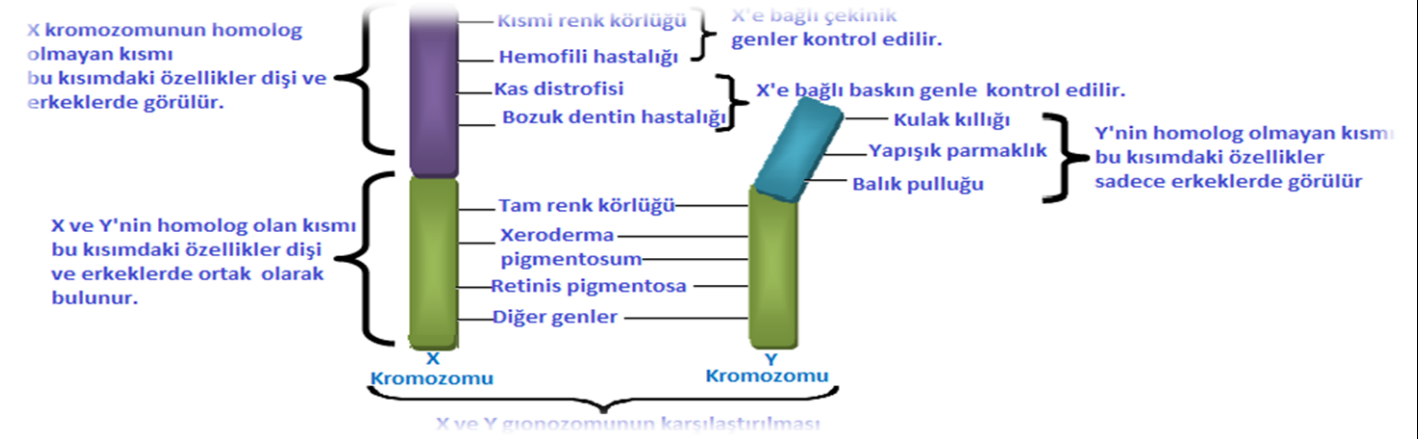 X kromozomunun homolog
olmayan kısmı
bu kısımdaki özellikler dişi ve
erkeklerde görülür.
Kısmi renk körlüğü
Hemofili hastalığı
X'e bağlı çekinik
genler kontrol edilir.
Kas distrofisi
Bozuk dentin hastalığı
X'e bağlı baskın genle kontrol edilir.
Kulak kıllığı
Yapışık parmaklık
Balık pulluğu
Y'nin homolog olmayan kısmı
bu kısımdaki özellikler
sadece erkeklerde görülür
X ve Y'nin homolog olan kısmı
bu kısımdaki özellikler dişi
ve erkeklerde ortak olarak
bulunur.
Tam renk körlüğü
Xeroderma
pigmentosum
Retinis pigmentosa
Diğer genler
X
Kromozomu
Y
Kromozomu
X ve Y gıonozomunun karşılaştırılması